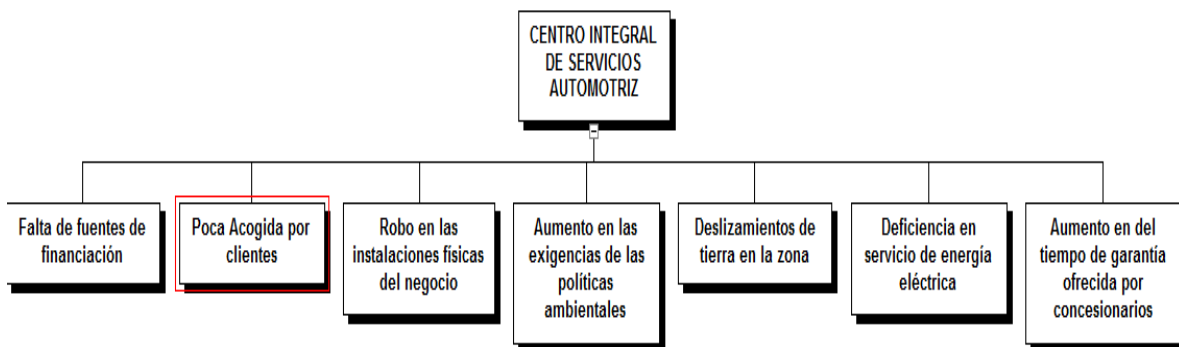 CENTRO INTEGRAL
DE SERVICIOS
AUTOMOTRIZ
Falta de fuentes de
financiación
Poca Acogida por
clientes
Robo en las
instalaciones físicas
del negocio
Aumento en las
exigencias de las
políticas
ambientales
Deslizamientos de
tierra en la zona
Deficiencia en
servicio de energía
eléctrica
Aumento en del
tiempo de garantía
ofrecida por
concesionarios